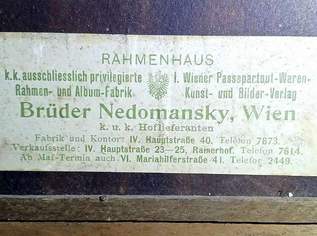 RAHMENHAUS
k.k. ausschliesslich privilegierte I. Wiener Passepartout-Waren-
Rahmen- und Album-Fabrik Kunst- und Bilder-Verlag
Brüder Nedomansky, Wien
k. u. k. Hoflieferanten
Fabrik und Kontor: IV. Hauptstraße 40. Telefon 7873.
Verkaufsstelle: IV. Hauptstraße 23—25, Rainerhof. Telefon 7614.
Ab Mai-Termin auch VI. Mariahilferstraße 41. Telefon 2449.